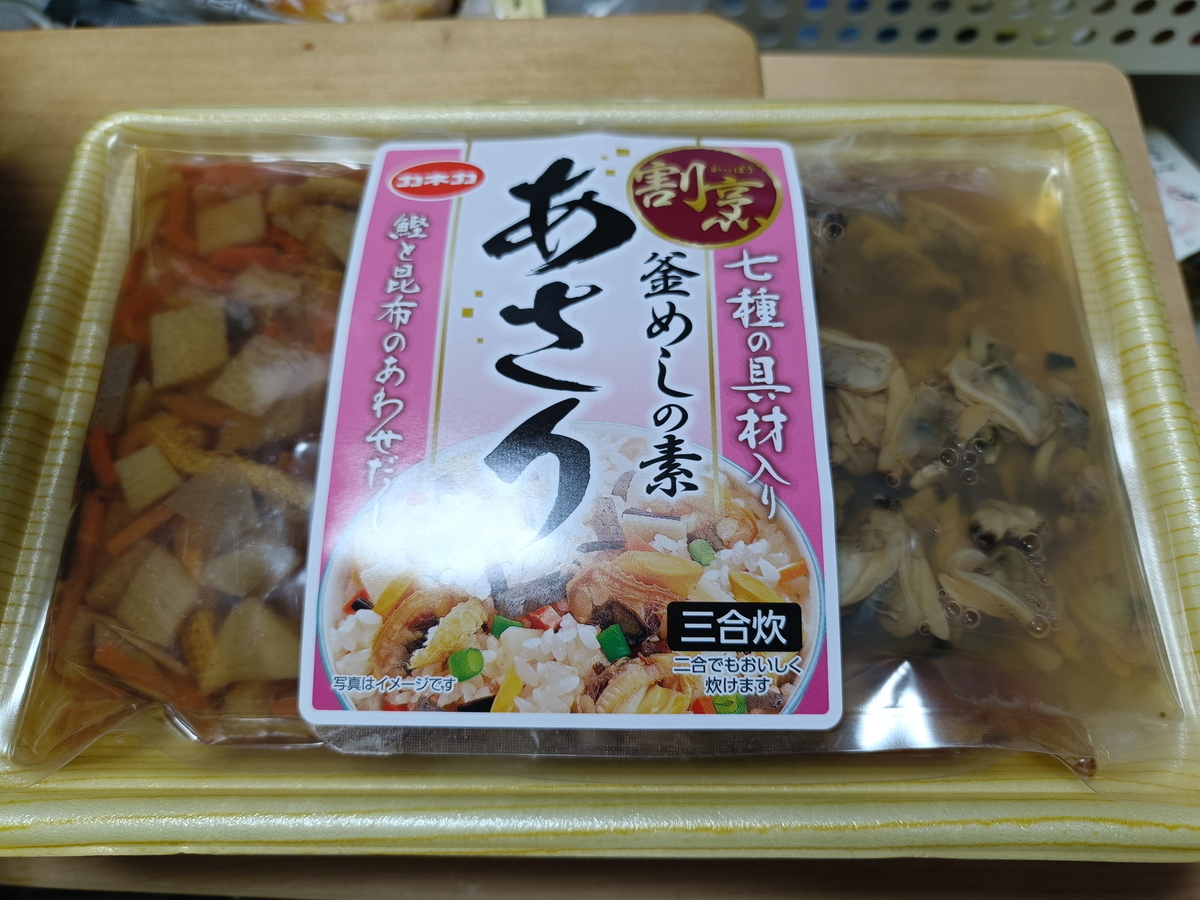 カネカ
割烹
かっぽう
七種の具材入り
釜めしの素
あさり
鰹と昆布のあわせだし
三合炊
二合でもおいしく
炊けます
写真はイメージです